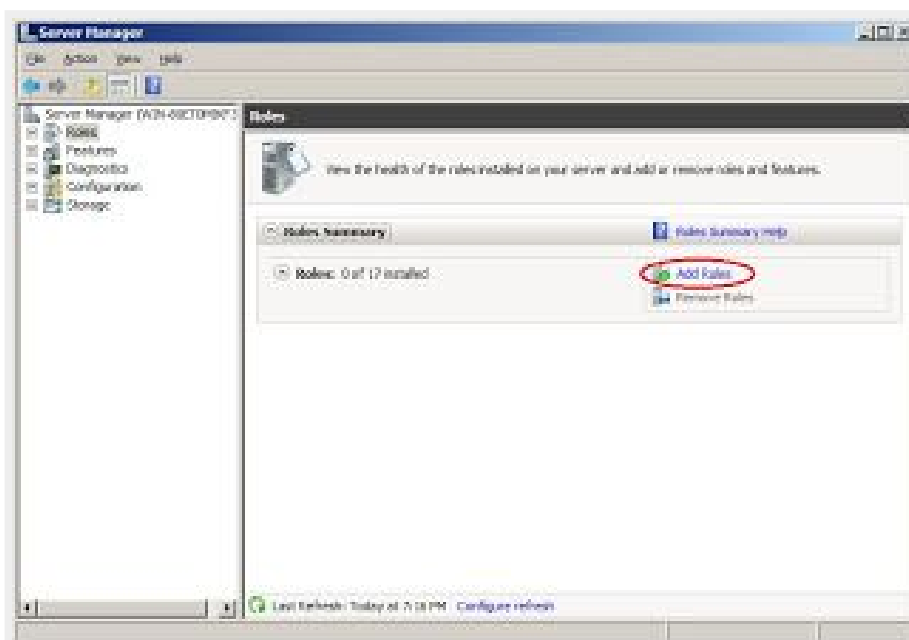 Server Manager
File Action View Help
Server Manager
Roles
Features
Diagnostics
Configuration
Storage
Roles
View the health of the roles installed on your server and add or remove roles and features.
Roles Summary
Roles Summary Help
Roles: 0 of 17 installed
Add Roles
Remove Roles
Last Refresh: Today at 7:18 PM Configure refresh